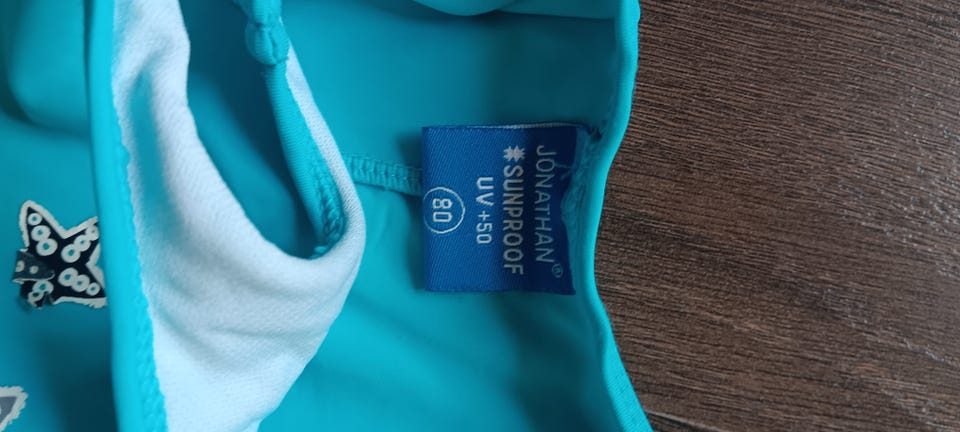 JONATHAN®
#SUNPROOF
UV +50
80